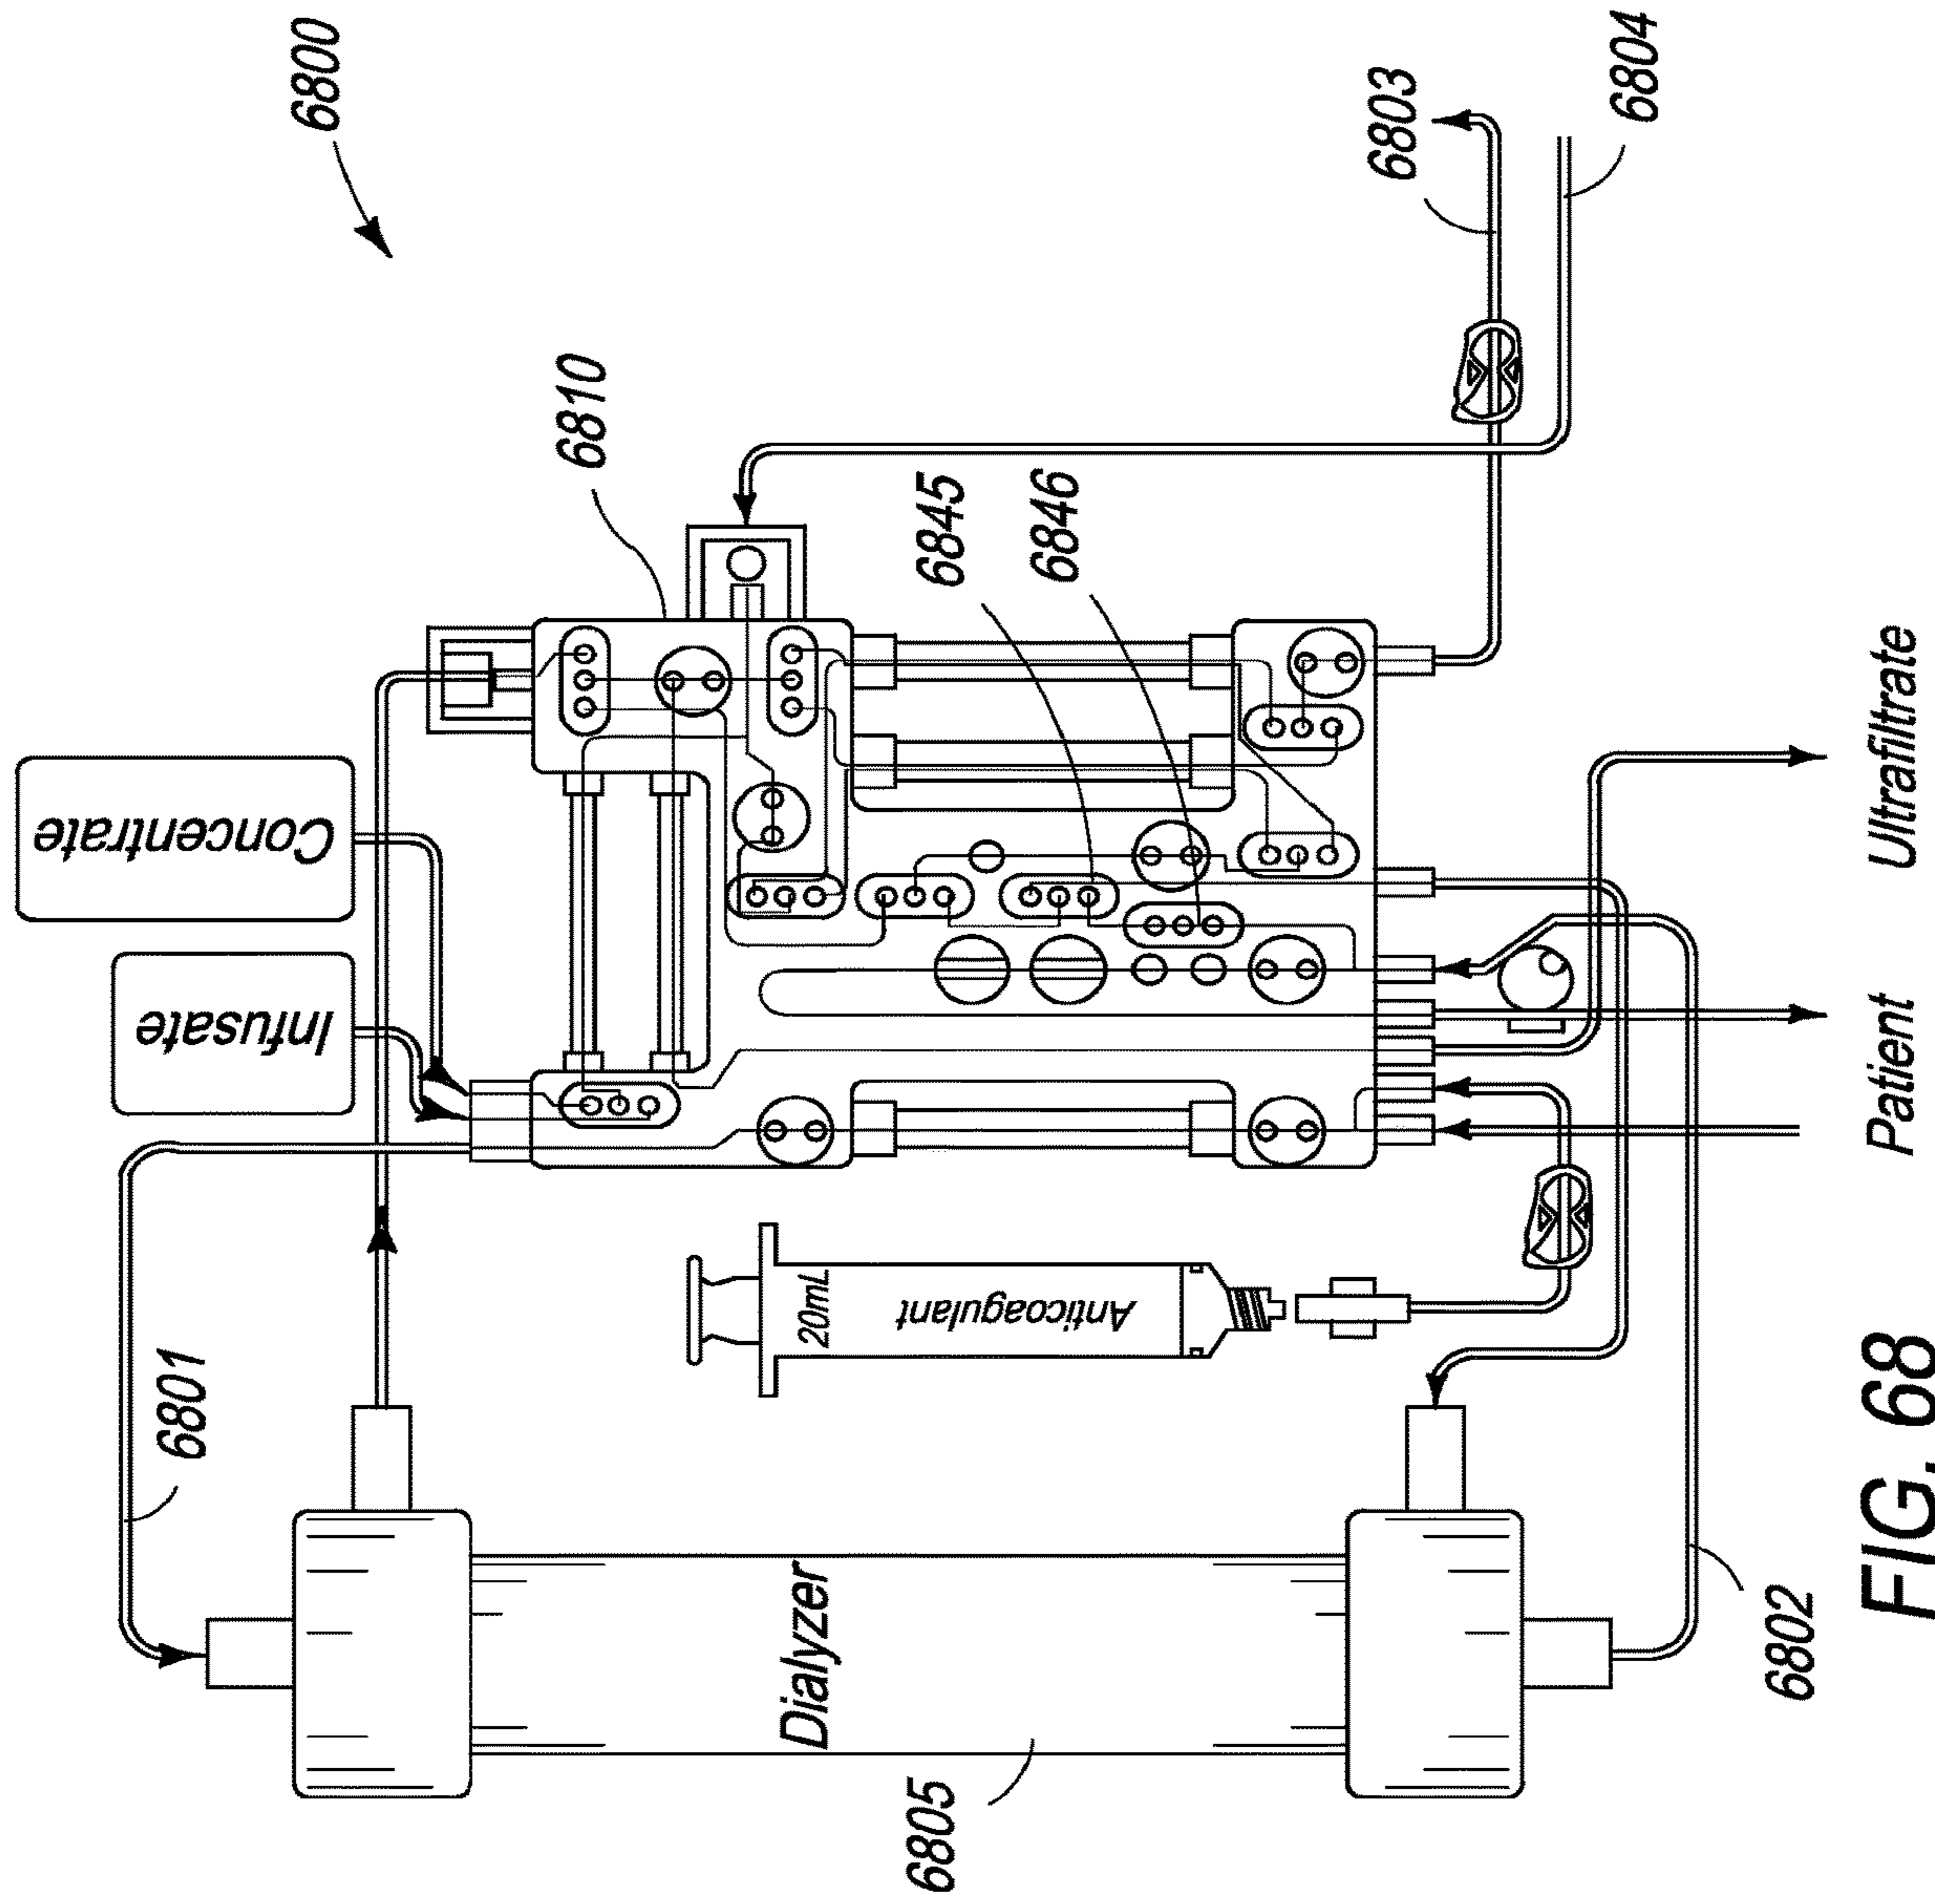 6800
Concentrate
Infusate
6810
6803
6804
6845
6846
6801
20mL
Anticoagulant
Dialyzer
6805
6802
Ultrafiltrate
Patient
FIG. 68